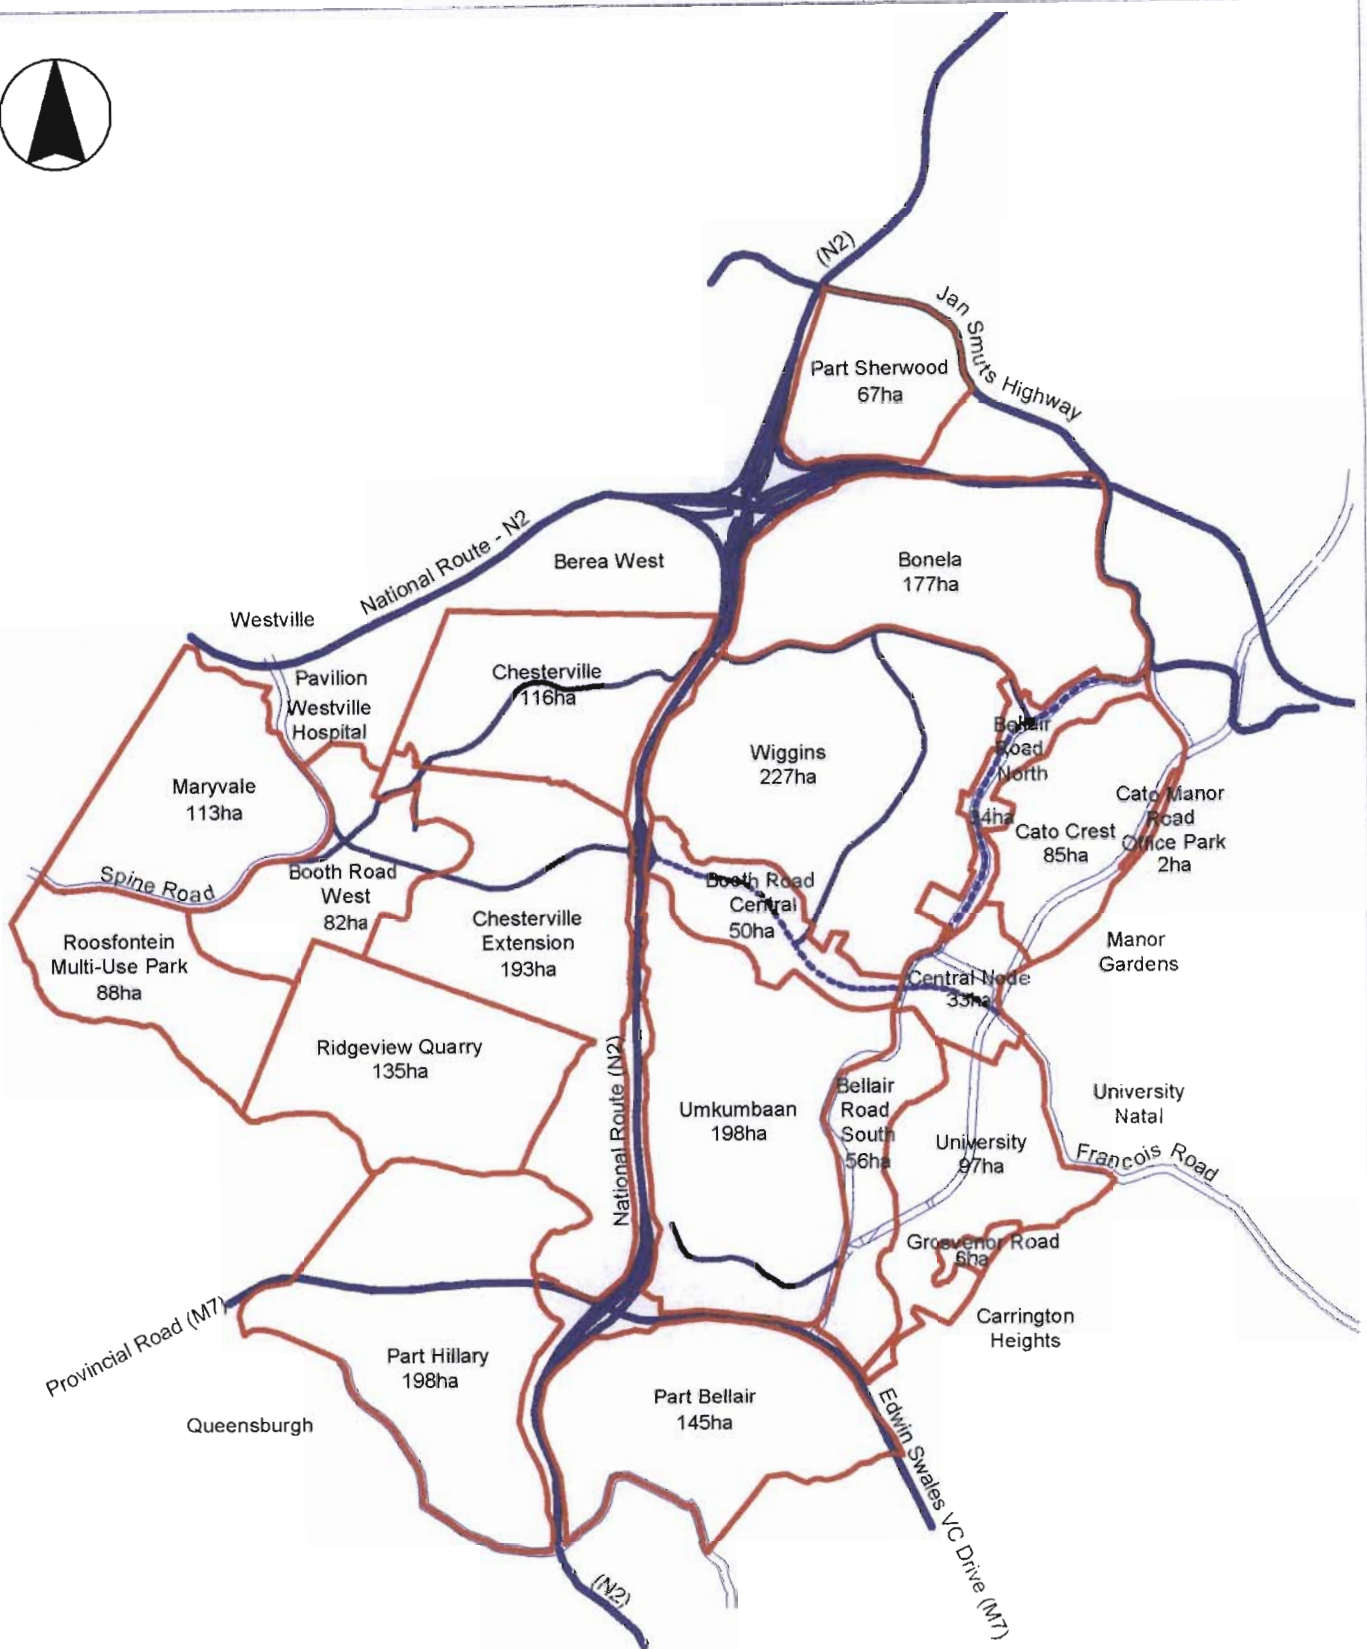 (N2)
Jan Smuts Highway
Part Sherwood
67ha
National Route - N2
Berea West
Bonela
177ha
Westville
Pavilion
Westville
Hospital
Chesterville
116ha
Maryvale
113ha
Wiggins
227ha
Bellair
Road
North
34ha
Cato Crest
85ha
Cato Manor
Road
Office Park
2ha
Spine Road
Booth Road
West
82ha
Booth Road
Central
50ha
Chesterville
Extension
193ha
Roosfontein
Multi-Use Park
88ha
Manor
Gardens
Central Node
33ha
Ridgeview Quarry
135ha
National Route (N2)
Umkumbaan
198ha
Bellair
Road
South
56ha
University
97ha
University
Natal
Francois Road
Grosvenor Road
6ha
Carrington
Heights
Provincial Road (M7)
Part Hillary
198ha
Part Bellair
145ha
Queensburgh
Edwin Swales VC Drive (M7)
(N2)